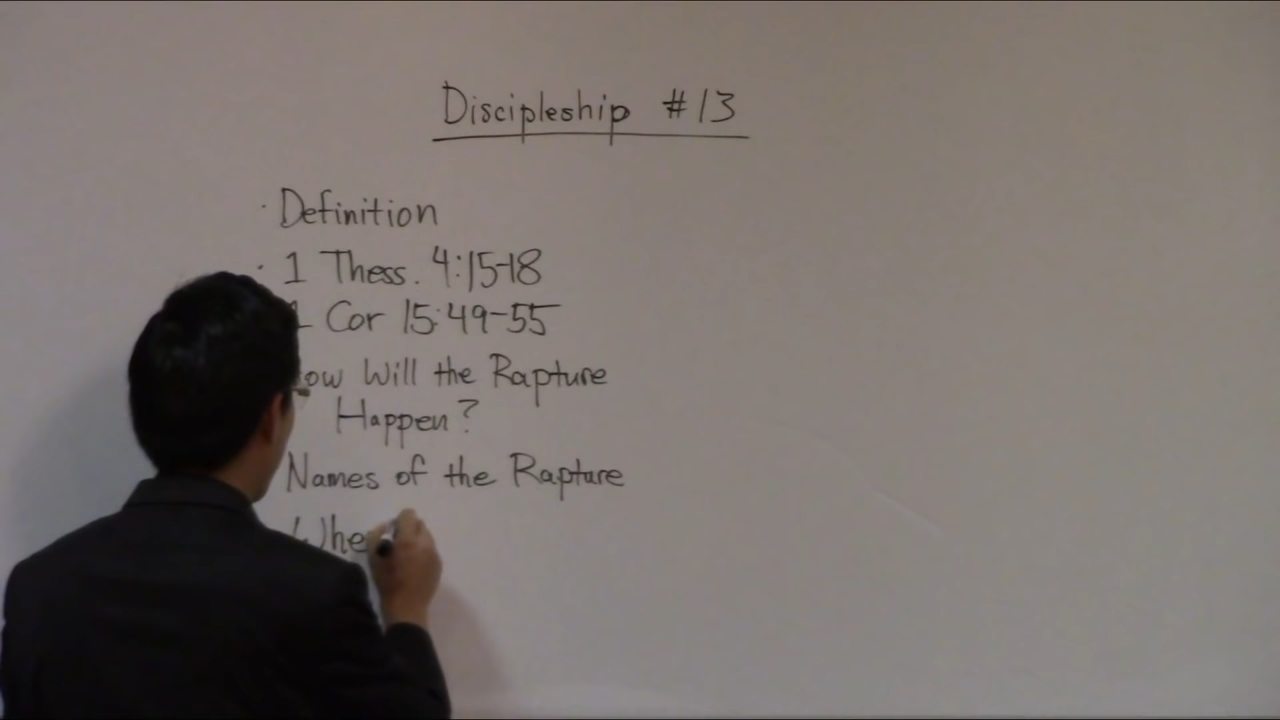 Discipleship #13
· Definition
· 1 Thess. 4:15-18
1 Cor 15:49-55
ow Will the Rapture
Happen?
Names of the Rapture
Whe